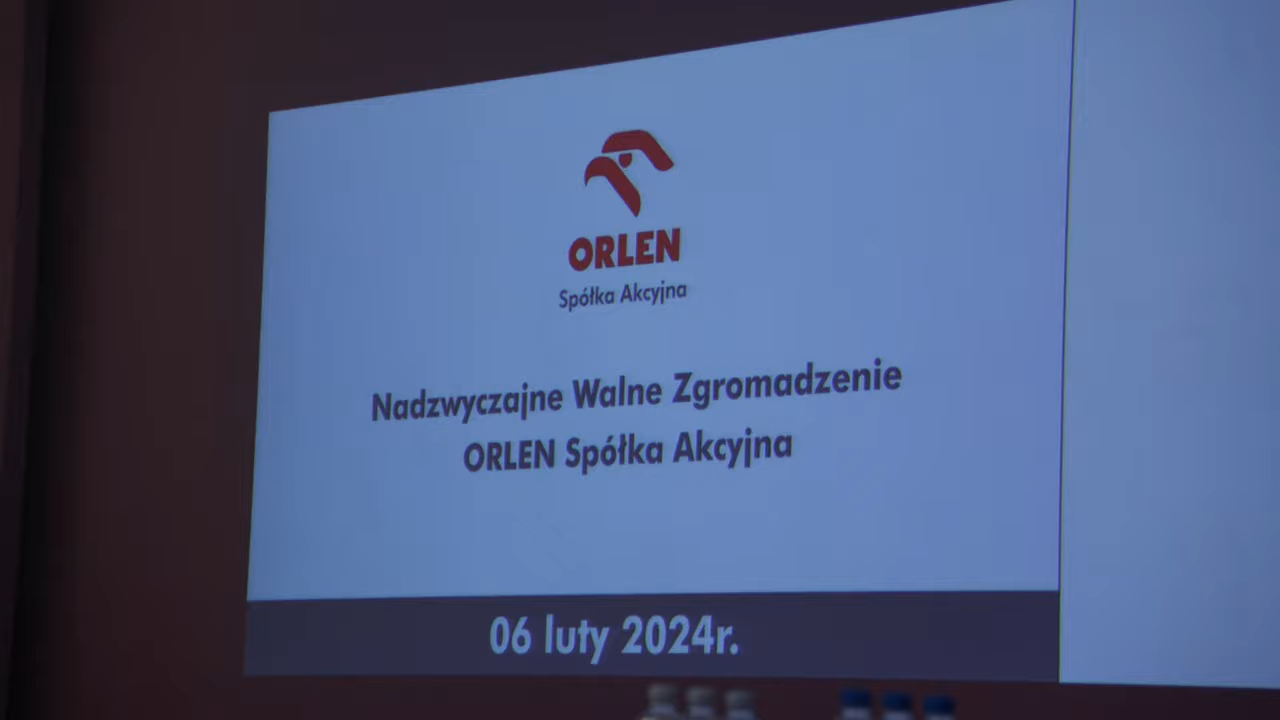 ORLEN
Spółka Akcyjna
Nadzwyczajne Walne Zgromadzenie
ORLEN Spółka Akcyjna
06 luty 2024r.